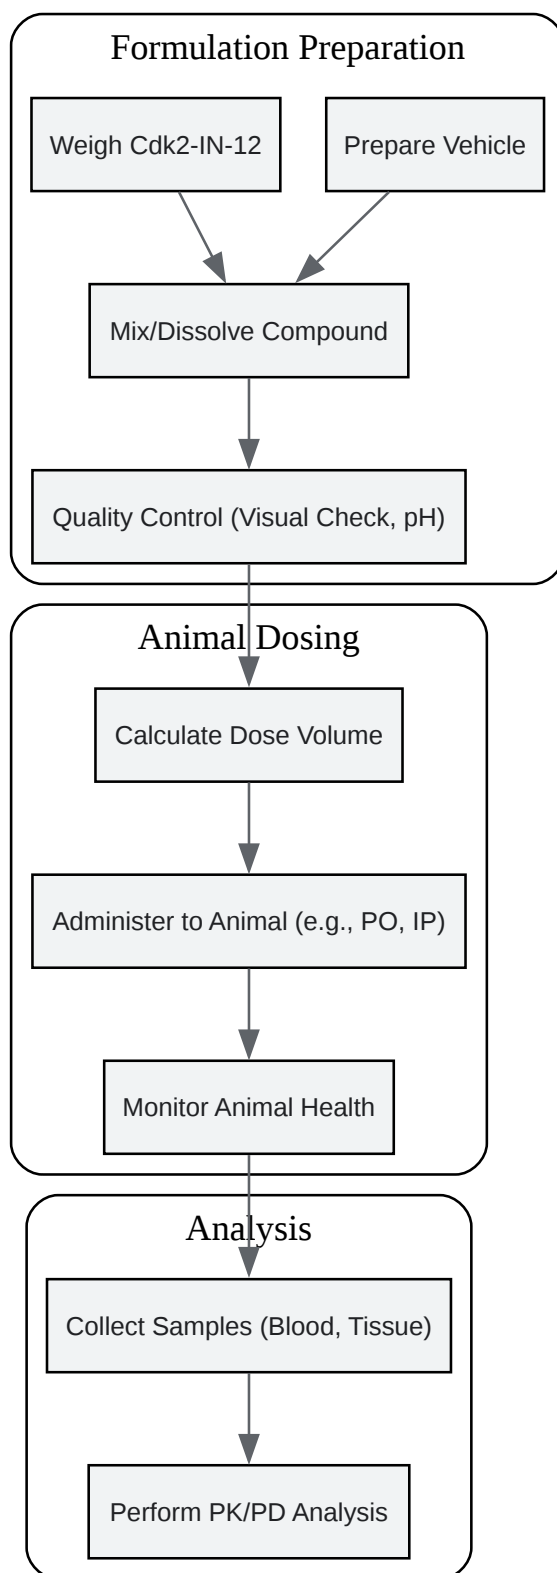 Formulation Preparation
Weigh Cdk2-IN-12
Prepare Vehicle
Mix/Dissolve Compound
Quality Control (Visual Check, pH)
Animal Dosing
Calculate Dose Volume
Administer to Animal (e.g., PO, IP)
Monitor Animal Health
Analysis
Collect Samples (Blood, Tissue)
Perform PK/PD Analysis